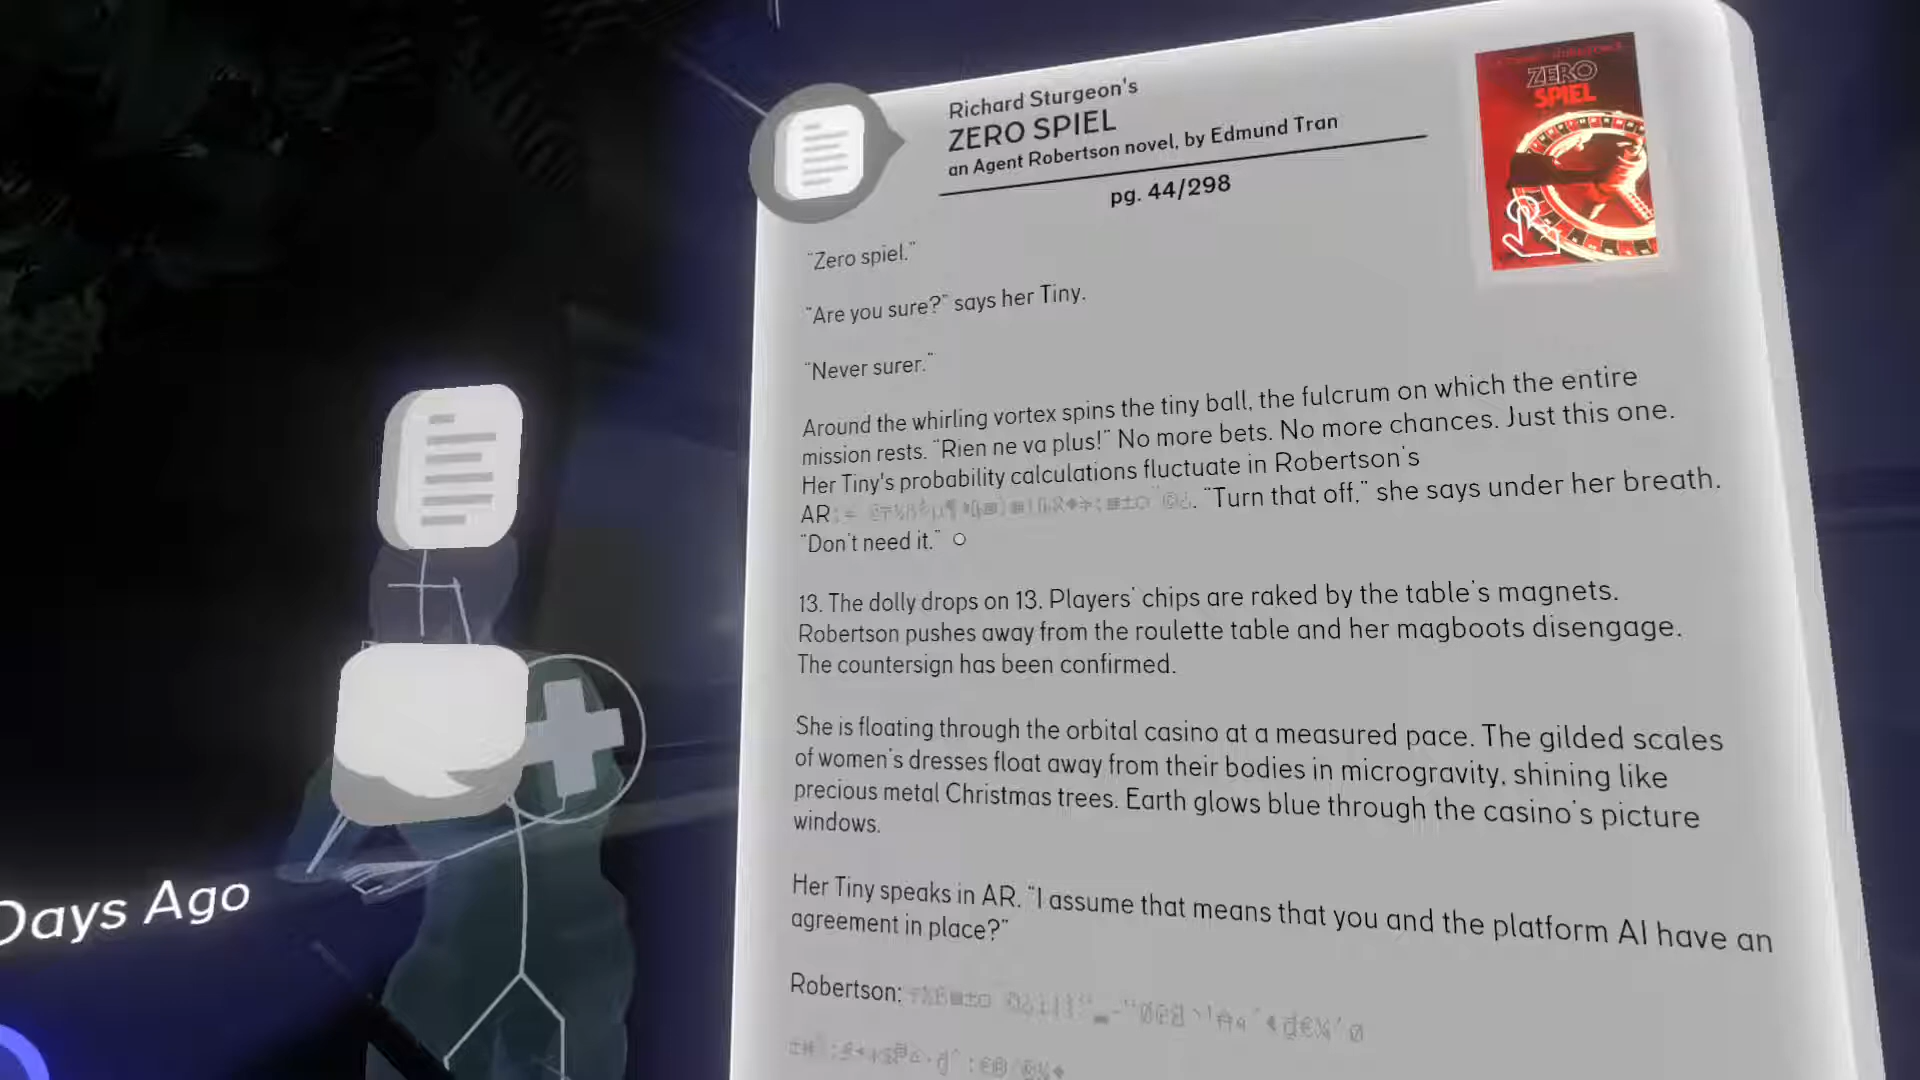 Richard Sturgeon's
ZERO SPIEL
an Agent Robertson novel, by Edmund Tran
pg. 44/298
ZERO
SPIEL
"Zero spiel."
"Are you sure?" says her Tiny.
"Never surer."
Around the whirling vortex spins the tiny ball, the fulcrum on which the entire
mission rests. "Rien ne va plus!" No more bets. No more chances. Just this one.
Her Tiny's probability calculations fluctuate in Robertson's
AR. "Turn that off," she says under her breath.
"Don't need it."
13. The dolly drops on 13. Players' chips are raked by the table's magnets.
Robertson pushes away from the roulette table and her magboots disengage.
The countersign has been confirmed.
She is floating through the orbital casino at a measured pace. The gilded scales
of women's dresses float away from their bodies in microgravity, shining like
precious metal Christmas trees. Earth glows blue through the casino's picture
windows.
Her Tiny speaks in AR. "I assume that means that you and the platform AI have an
agreement in place?"
Robertson:
Days Ago